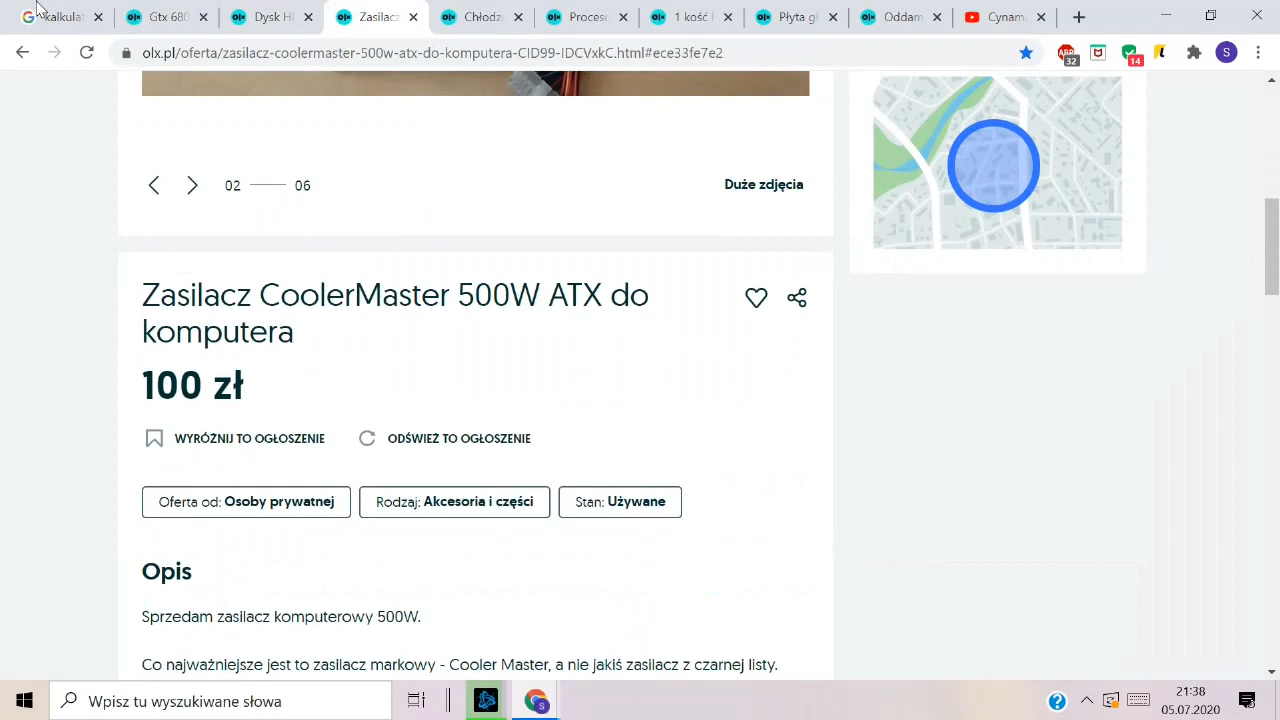 Kalkulat
Gtx 680
Dyski HD
Zasilacz
Chłodze
Proceso
1 kość
Płyta gł
Oddam
Cynam
olx.pl/oferta/zasilacz-coolermaster-500w-atx-do-komputera-CID99-IDCVxkC.html#ece33fe7e2
ABP
32
14
S
02
06
Duże zdjęcia
Zasilacz CoolerMaster 500W ATX do
komputera
100 zł
WYRÓŻNIJ TO OGŁOSZENIE
ODŚWIEŻ TO OGŁOSZENIE
Oferta od: Osoby prywatnej
Rodzaj: Akcesoria i części
Stan: Używane
Opis
Sprzedam zasilacz komputerowy 500W.
Co najważniejsze jest to zasilacz markowy - Cooler Master, a nie jakiś zasilacz z czarnej listy.
Wpisz tu wyszukiwane słowa
21:38
05.07.2020